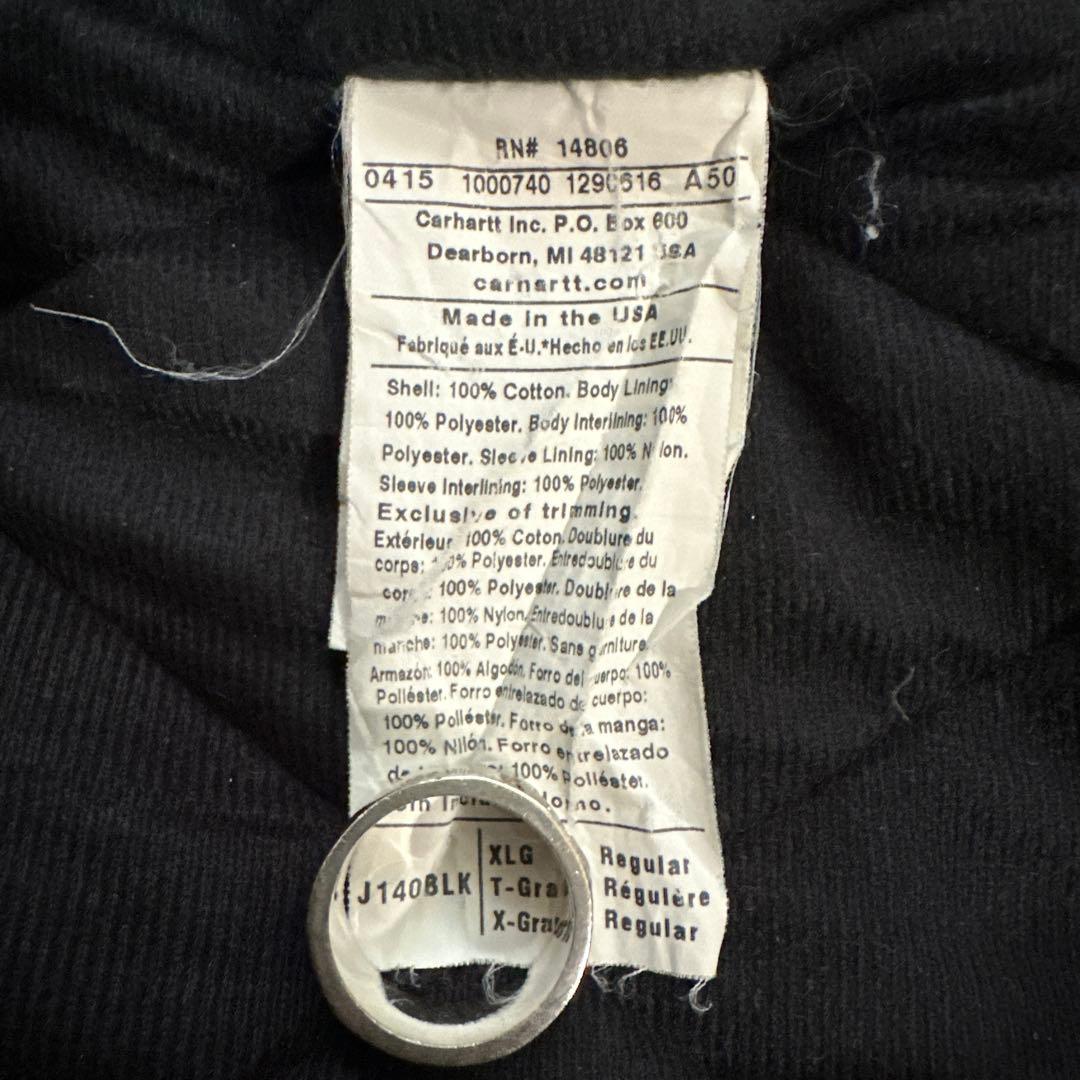 RN# 14806
0415 1000740 1290616 A50
Carhartt Inc. P.O. Box 600
Dearborn, MI 48121 USA
carhartt.com
Made in the USA
Fabriqué aux É-U.*Hecho en los EE.UU.
Shell: 100% Cotton. Body Lining:
100% Polyester. Body Interlining: 100%
Polyester. Sleeve Lining: 100% Nylon.
Sleeve Interlining: 100% Polyester.
Exclusive of trimming.
Extérieur 100% Coton. Doublure du
corps: 100% Polyester. Entredoublure du
corps: 100% Polyester. Doublure de la
manche: 100% Nylon. Entredoublure de la
manche: 100% Polyester. Sans garniture.
Armazón: 100% Algodón. Forro del cuerpo: 100%
Poliéster. Forro entrelazado de cuerpo:
100% Poliéster. Forro de la manga:
100% Nilón. Forro entrelazado
100% Poliéster.
J140BLK
XLG Regular
T-Gra Régulère
X-Gra Regular